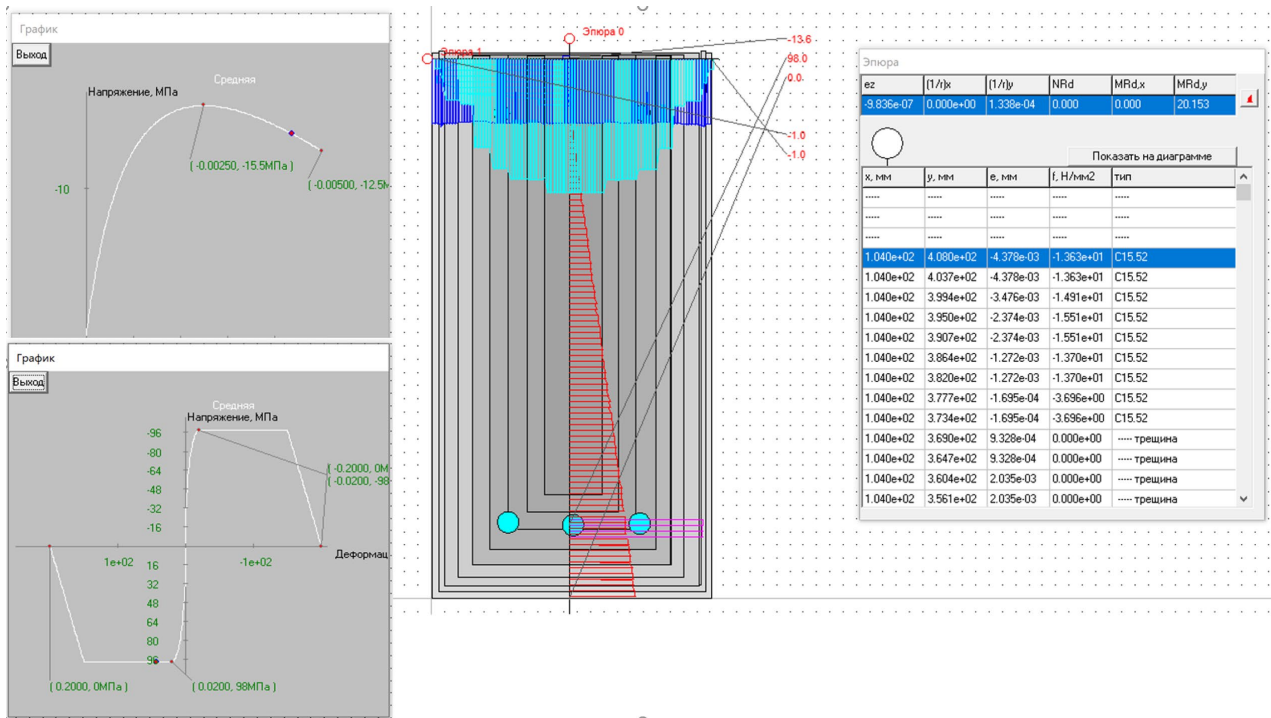 График
Выход
Средняя
Напряжение, МПа
( -0.00250, -15.5МПа )
( -0.00500, -12.5М
-10
График
Выход
Средняя
Напряжение, МПа
-96
-80
-64
-48
-32
-16
( -0.2000, 0М
( -0.0200, -98
Деформац
1e+02
-1e+02
16
32
48
64
80
96
( 0.2000, 0МПа )
( 0.0200, 98МПа )
Эпюра 0
Эпюра 1
-13.6
98.0
0.0
-1.0
-1.0
Эпюра
ez (1/r)x (1/r)y NRd MRd,x MRd,y
-9.836e-07 0.000e+00 1.338e-04 0.000 0.000 20.153
Показать на диаграмме
x, мм y, мм e, мм f, Н/мм2 тип
----- ----- ----- ----- -----
----- ----- ----- ----- -----
----- ----- ----- ----- -----
1.040e+02 4.080e+02 -4.378e-03 -1.363e+01 C15.52
1.040e+02 4.037e+02 -4.378e-03 -1.363e+01 C15.52
1.040e+02 3.994e+02 -3.476e-03 -1.491e+01 C15.52
1.040e+02 3.950e+02 -2.374e-03 -1.551e+01 C15.52
1.040e+02 3.907e+02 -2.374e-03 -1.551e+01 C15.52
1.040e+02 3.864e+02 -1.272e-03 -1.370e+01 C15.52
1.040e+02 3.820e+02 -1.272e-03 -1.370e+01 C15.52
1.040e+02 3.777e+02 -1.695e-04 -3.696e+00 C15.52
1.040e+02 3.734e+02 -1.695e-04 -3.696e+00 C15.52
1.040e+02 3.690e+02 9.328e-04 0.000e+00 ----- трещина
1.040e+02 3.647e+02 9.328e-04 0.000e+00 ----- трещина
1.040e+02 3.604e+02 2.035e-03 0.000e+00 ----- трещина
1.040e+02 3.561e+02 2.035e-03 0.000e+00 ----- трещина